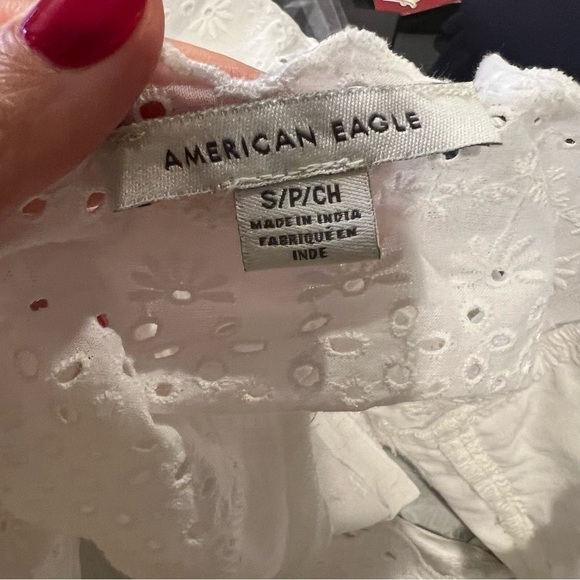 AMERICAN EAGLE
S/P/CH
MADE IN INDIA
FABRIQUÉ EN
INDE